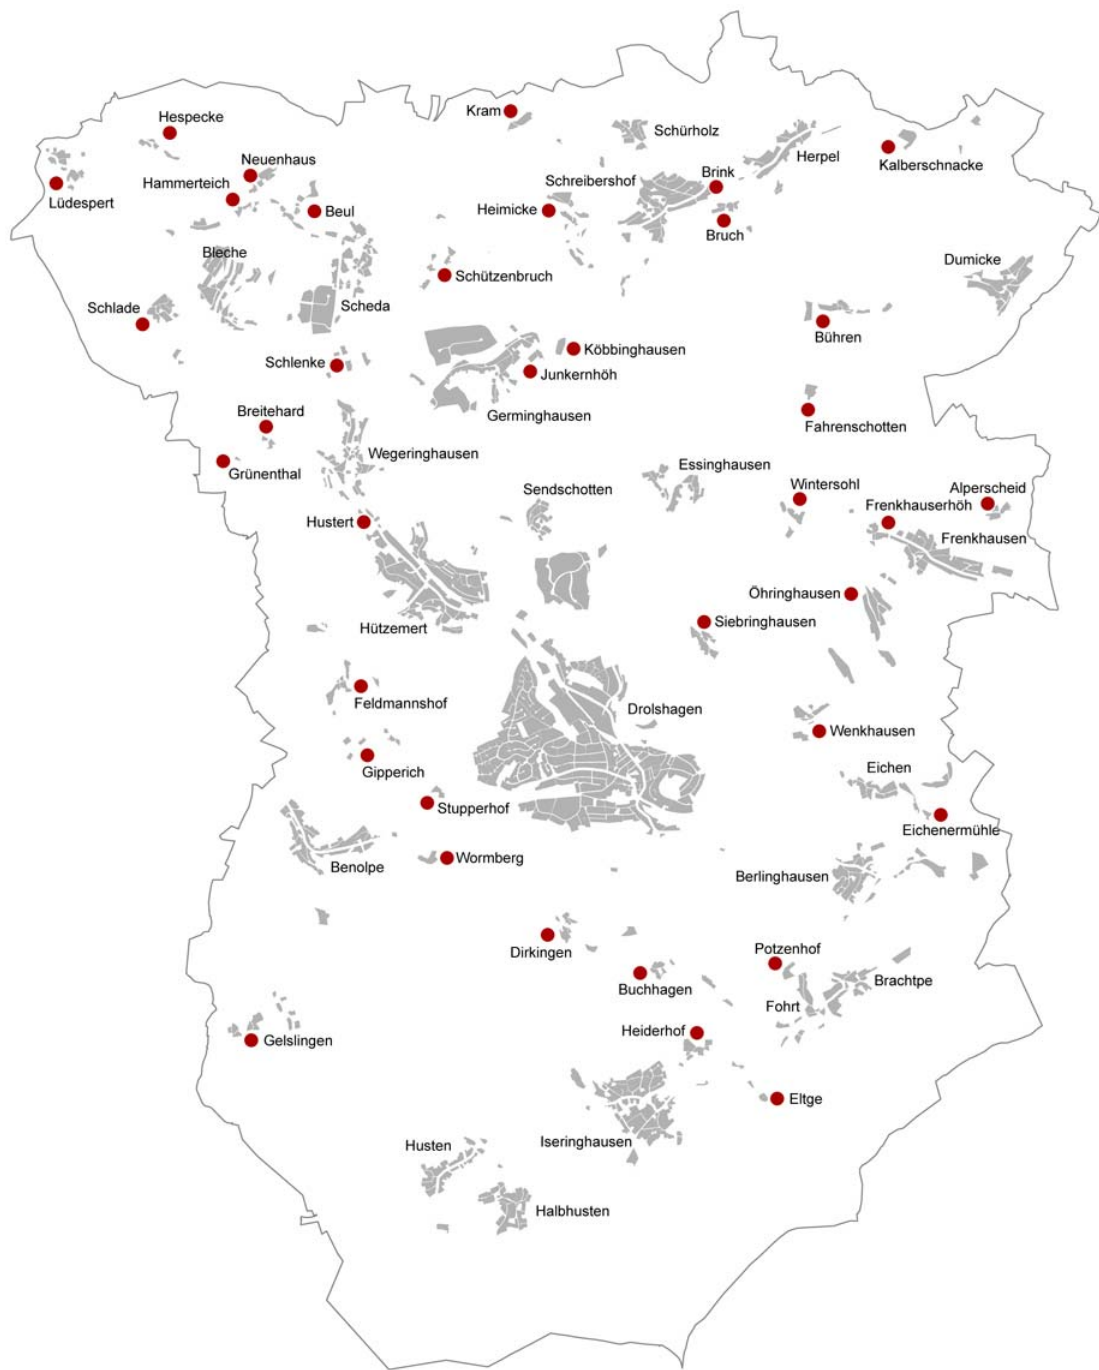 Kram
Hespecke
Schürholz
Neuenhaus
Herpel
Kalberschnacke
Hammerteich
Schreibershof
Brink
Lüdespert
Beul
Heimicke
Bruch
Bleche
Dumicke
Schützenbruch
Schlade
Scheda
Bühren
Schlenke
Köbbinghausen
Junkernhöh
Breitehard
Germinghausen
Fahrenschotten
Wegeringhausen
Grünenthal
Essinghausen
Sendschotten
Wintersohl
Alperscheid
Hustert
Frenkhauserhöh
Frenkhausen
Öhringhausen
Hützemert
Siebringhausen
Feldmannshof
Drolshagen
Wenkhausen
Gipperich
Eichen
Stupperhof
Eichenermühle
Wormberg
Benolpe
Berlinghausen
Dirkingen
Potzenhof
Buchhagen
Brachtpe
Fohrt
Heiderhof
Gelslingen
Eltge
Iseringhausen
Husten
Halbhusten